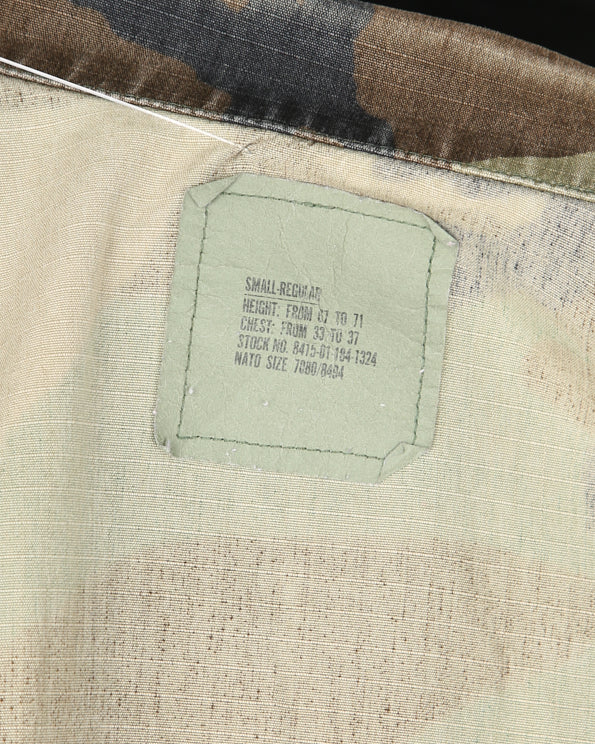 SMALL-REGULAR
HEIGHT: FROM 67 TO 71
CHEST: FROM 33 TO 37
STOCK NO. 8415-01-184-1324
NATO SIZE 7080/8494